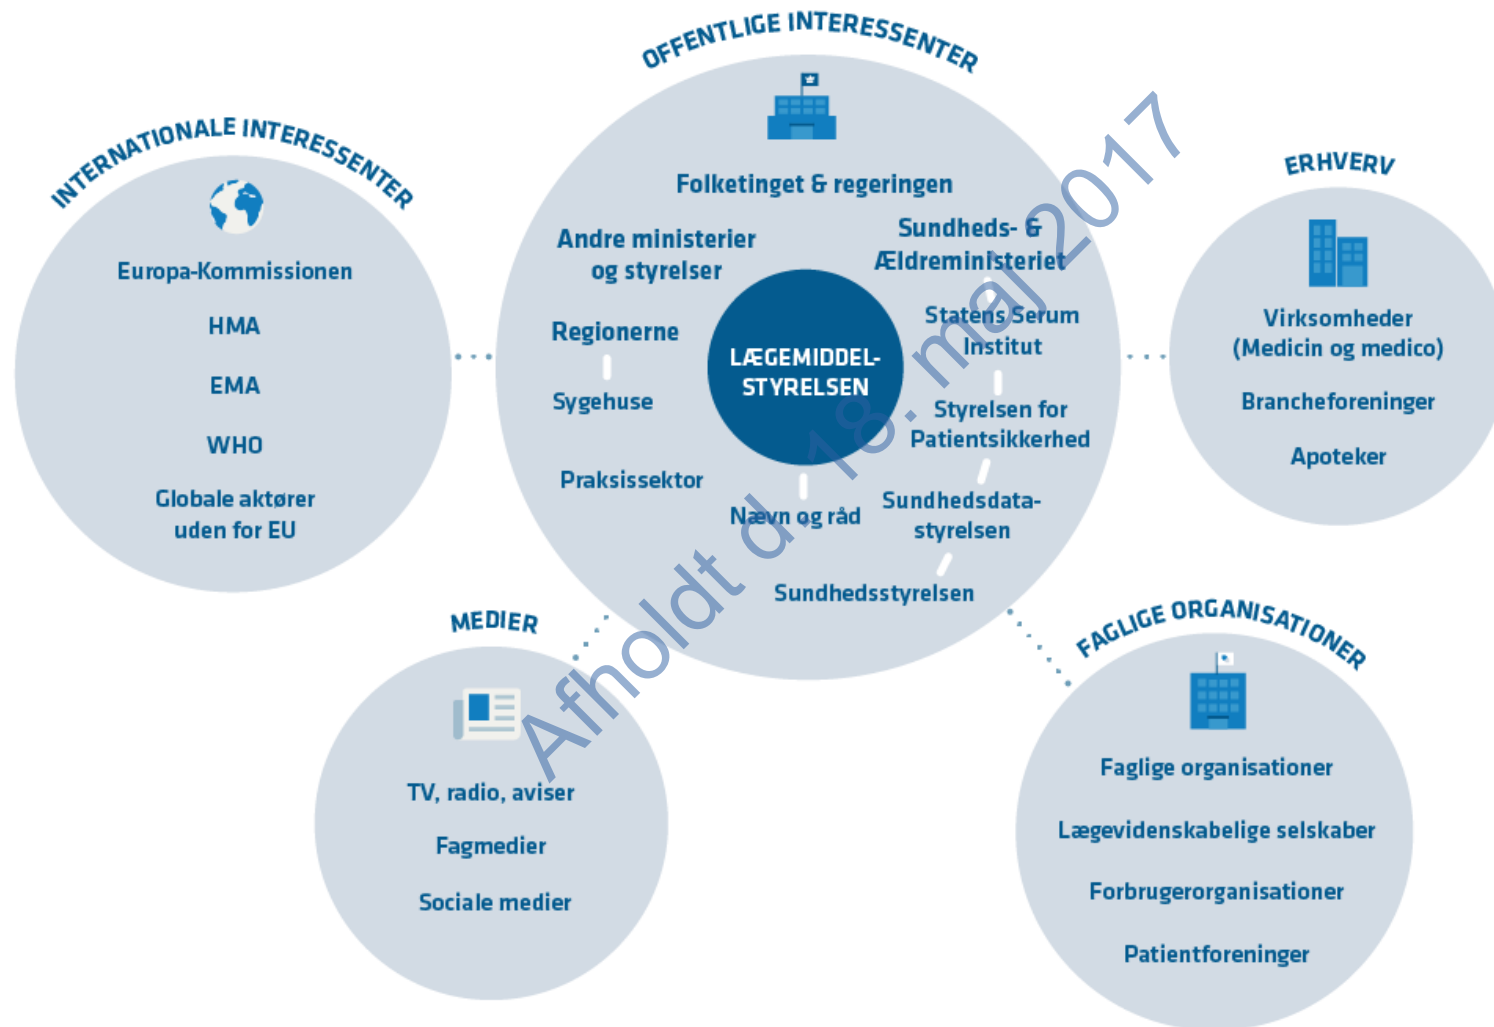 OFFENTLIGE INTERESSENTER
Folketinget & regeringen
Andre ministerier
og styrelser
Sundheds- &
Ældreministeriet
Regionerne
Sygehuse
Praksissektor
LÆGEMIDDEL-
STYRELSEN
Nævn og råd
Statens Serum
Institut
Styrelsen for
Patientsikkerhed
Sundhedsdata-
styrelsen
Sundhedsstyrelsen
INTERNATIONALE INTERESSENTER
Europa-Kommissionen
HMA
EMA
WHO
Globale aktører
uden for EU
ERHVERV
Virksomheder
(Medicin og medico)
Brancheforeninger
Apoteker
MEDIER
TV, radio, aviser
Fagmedier
Sociale medier
FAGLIGE ORGANISATIONER
Faglige organisationer
Lægevidenskabelige selskaber
Forbrugerorganisationer
Patientforeninger
Afholdt d. 18. maj 2017